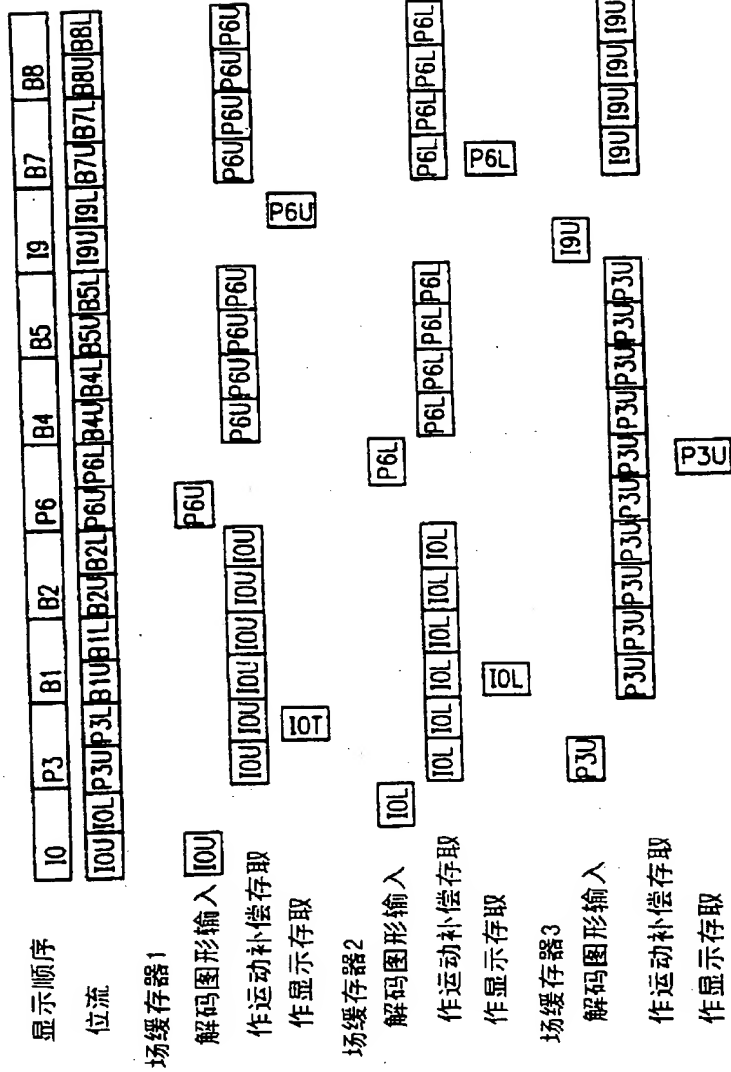 显示顺序 I0 P3 B1 B2 P6 B4 B5 I9 B7 B8
位流 I0U I0L P3U P3L B1U B1L B2U B2L P6U P6L B4U B4L B5U B5L I9U I9L B7U B7L B8U B8L
场缓存器1
解码图形输入 I0U P6U
作运动补偿存取 I0U I0U I0U I0U I0U I0U P6U P6U P6U P6U P6U P6U P6U P6U
作显示存取 I0T P6U
场缓存器2
解码图形输入 I0L P6L
作运动补偿存取 I0L I0L I0L I0L I0L I0L P6L P6L P6L P6L P6L P6L P6L P6L
作显示存取 I0L P6L
场缓存器3
解码图形输入 P3U I9U
作运动补偿存取 P3U P3U P3U P3U P3U P3U P3U P3U P3U P3U I9U I9U I9U I9U
作显示存取 P3U